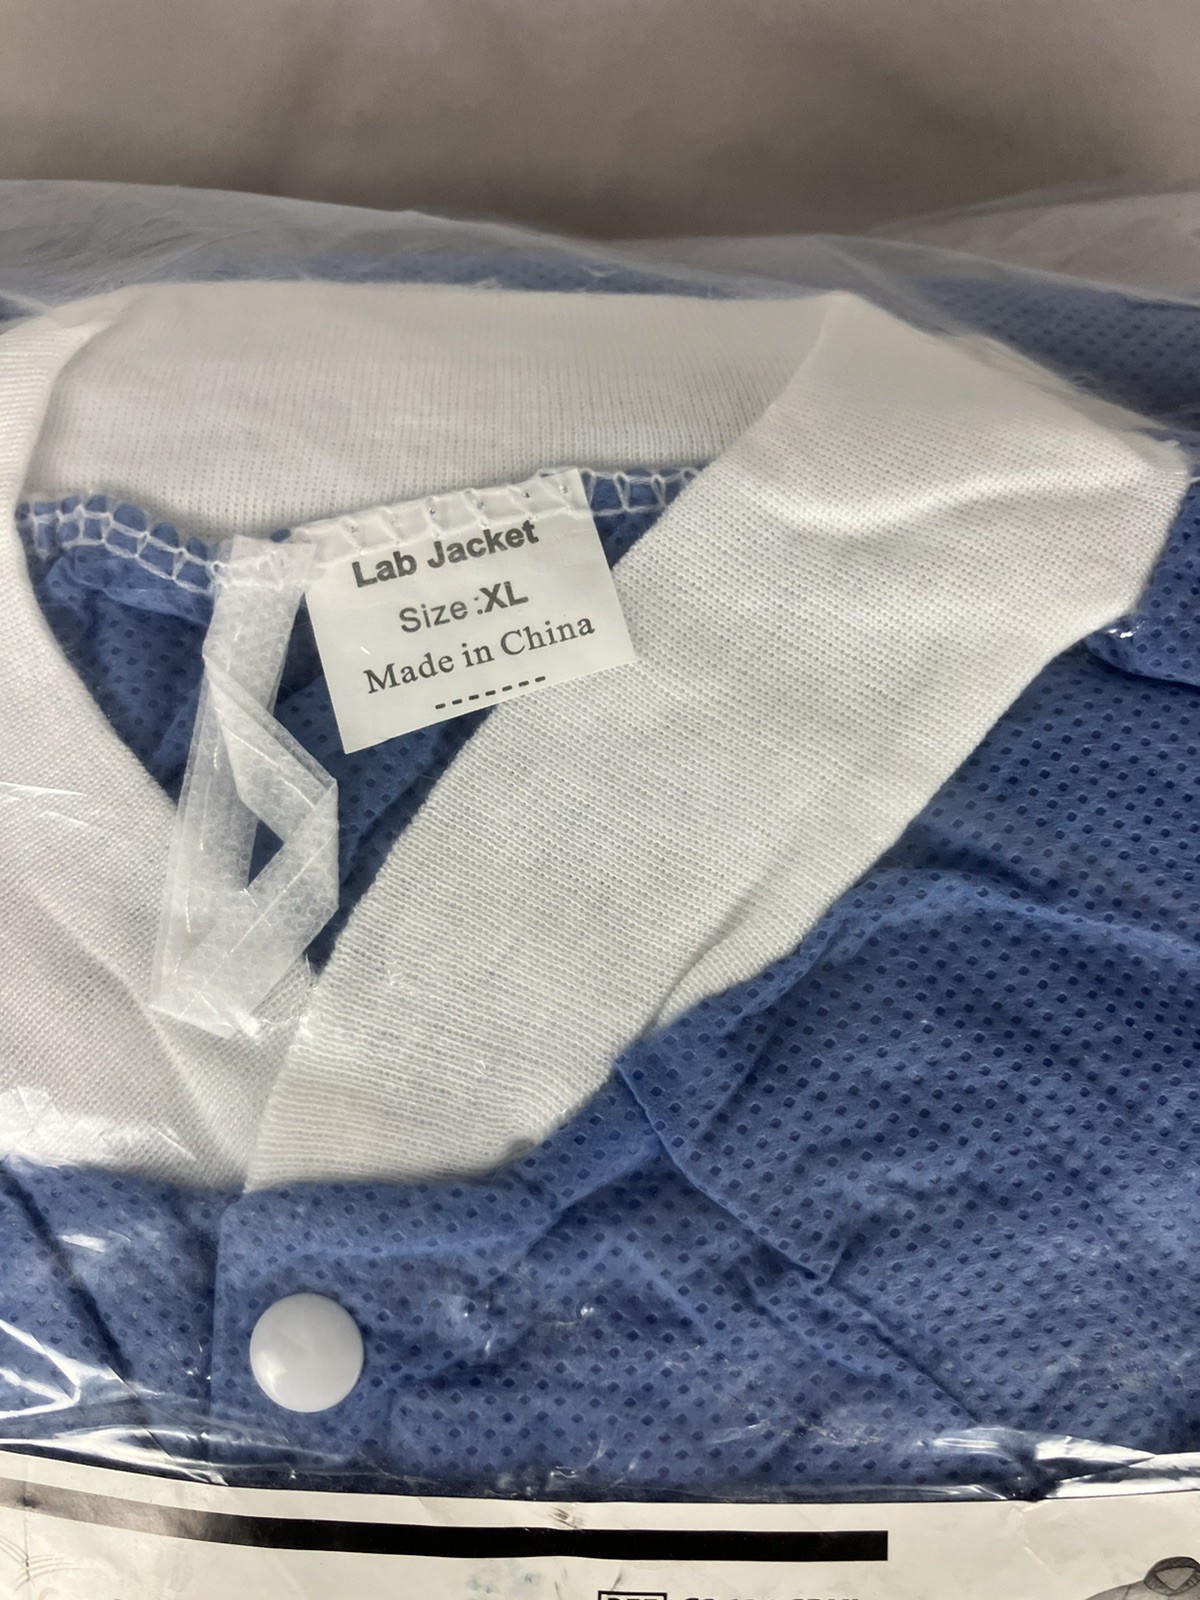 Lab Jacket
Size:XL
Made in China
-------